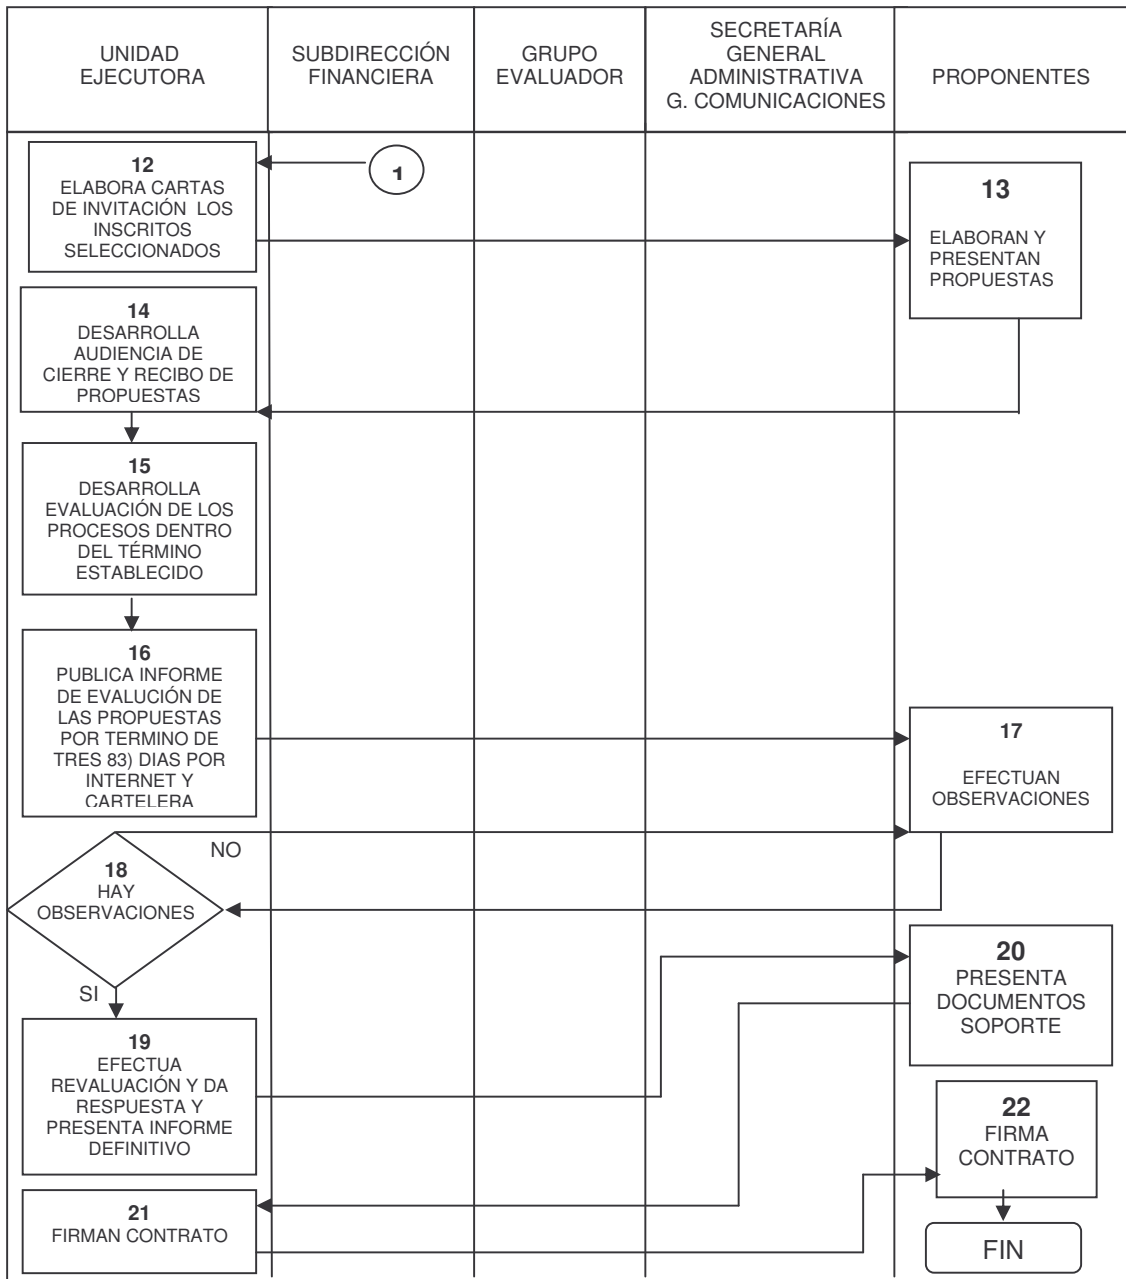 UNIDAD
EJECUTORA
SUBDIRECCIÓN
FINANCIERA
GRUPO
EVALUADOR
SECRETARÍA
GENERAL
ADMINISTRATIVA
G. COMUNICACIONES
PROPONENTES
12
ELABORA CARTAS
DE INVITACIÓN LOS
INSCRITOS
SELECCIONADOS
1
13
ELABORAN Y
PRESENTAN
PROPUESTAS
14
DESARROLLA
AUDIENCIA DE
CIERRE Y RECIBO DE
PROPUESTAS
15
DESARROLLA
EVALUACIÓN DE LOS
PROCESOS DENTRO
DEL TÉRMINO
ESTABLECIDO
16
PUBLICA INFORME
DE EVALUCIÓN DE
LAS PROPUESTAS
POR TERMINO DE
TRES 83) DIAS POR
INTERNET Y
CARTELERA
17
EFECTUAN
OBSERVACIONES
NO
18
HAY
OBSERVACIONES
SI
19
EFECTUA
REVALUACIÓN Y DA
RESPUESTA Y
PRESENTA INFORME
DEFINITIVO
20
PRESENTA
DOCUMENTOS
SOPORTE
21
FIRMAN CONTRATO
22
FIRMA
CONTRATO
FIN